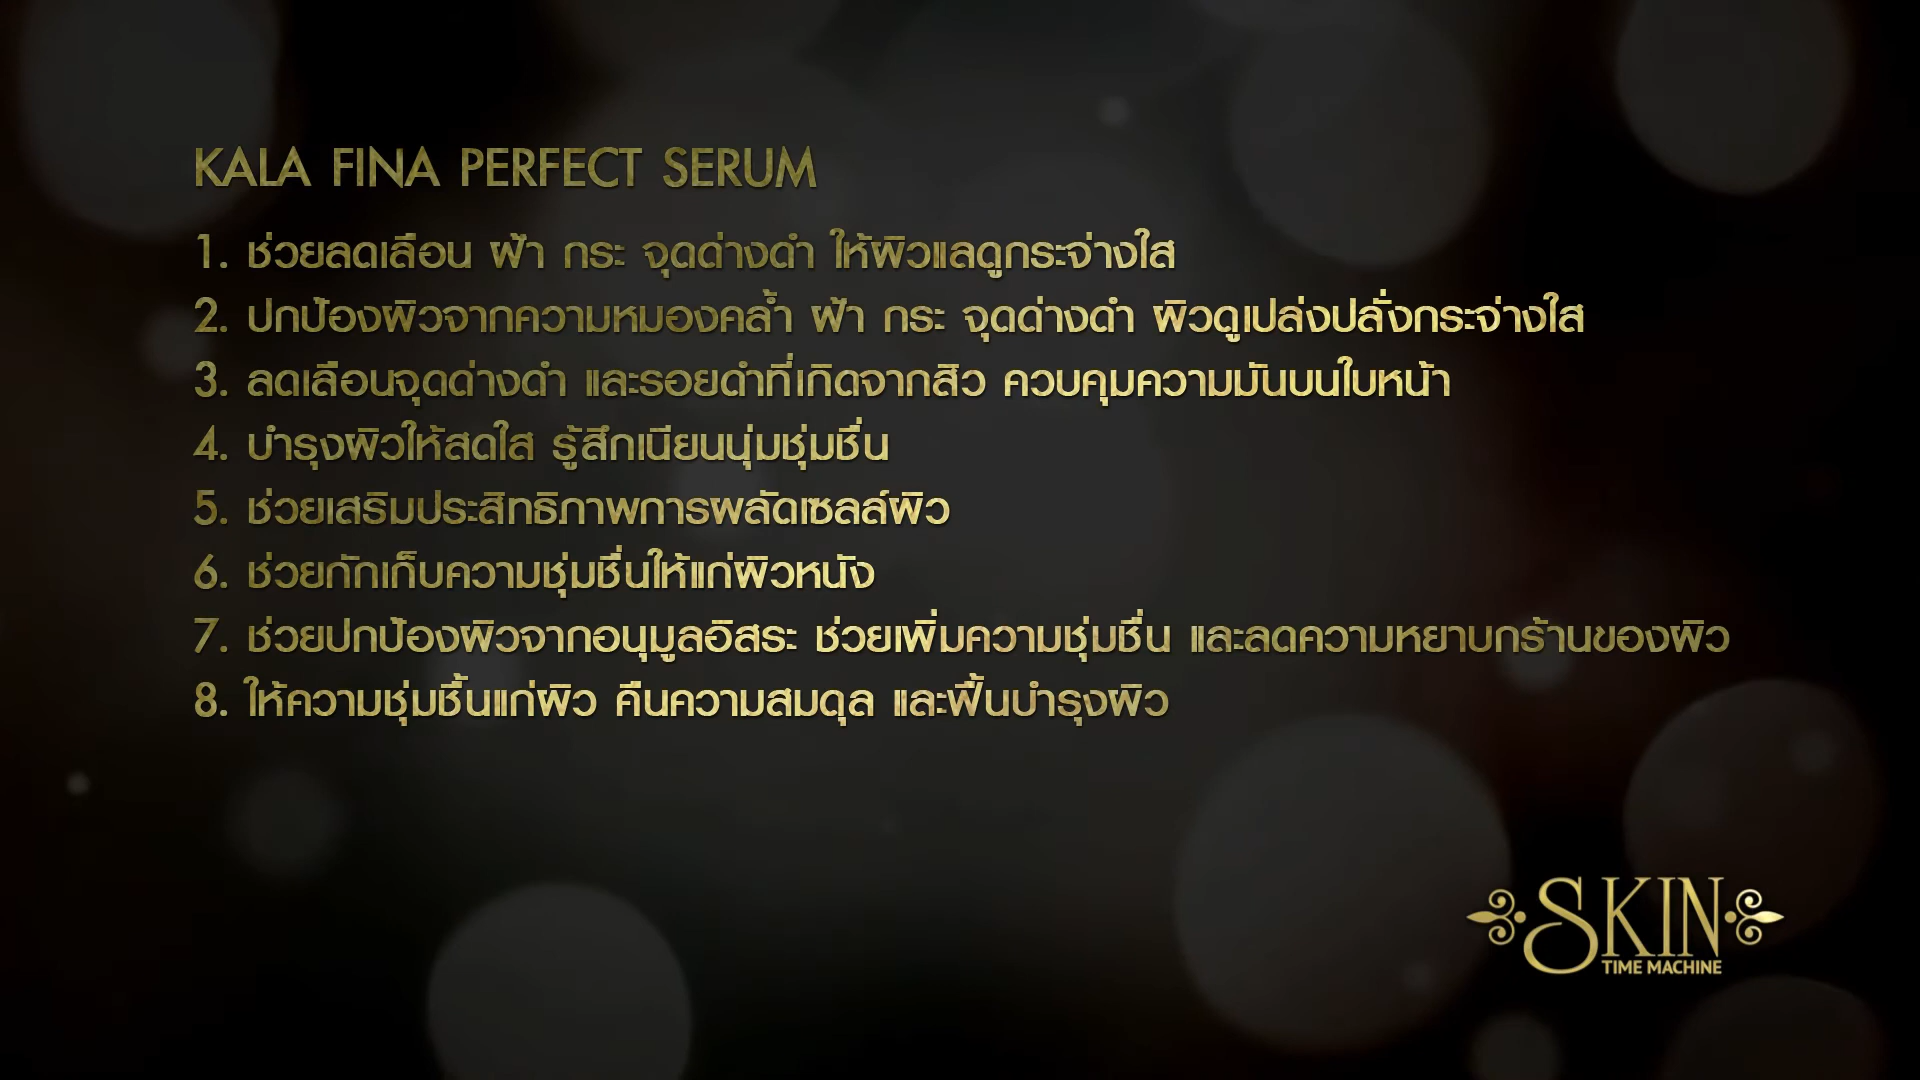 KALA FINA PERFECT SERUM
1. ช่วยลดเลือน ฝ้า กระ จุดด่างดำ ให้ผิวแลดูกระจ่างใส
2. ปกป้องผิวจากความหมองคล้ำ ฝ้า กระ จุดด่างดำ ผิวดูเปล่งปลั่งกระจ่างใส
3. ลดเลือนจุดด่างดำ และรอยดำที่เกิดจากสิว ควบคุมความมันบนใบหน้า
4. บำรุงผิวให้สดใส รู้สึกเนียนนุ่มชุ่มชื่น
5. ช่วยเสริมประสิทธิภาพการผลัดเซลล์ผิว
6. ช่วยกักเก็บความชุ่มชื่นให้แก่ผิวหนัง
7. ช่วยปกป้องผิวจากอนุมูลอิสระ ช่วยเพิ่มความชุ่มชื่น และลดความหยาบกร้านของผิว
8. ให้ความชุ่มชื้นแก่ผิว คืนความสมดุล และฟื้นบำรุงผิว
SKIN
TIME MACHINE